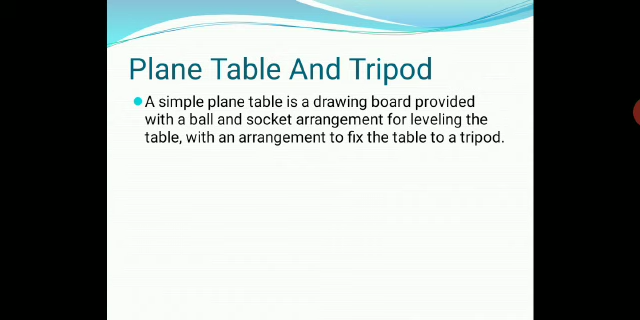 Plane Table And Tripod
A simple plane table is a drawing board provided
with a ball and socket arrangement for leveling the
table, with an arrangement to fix the table to a tripod.